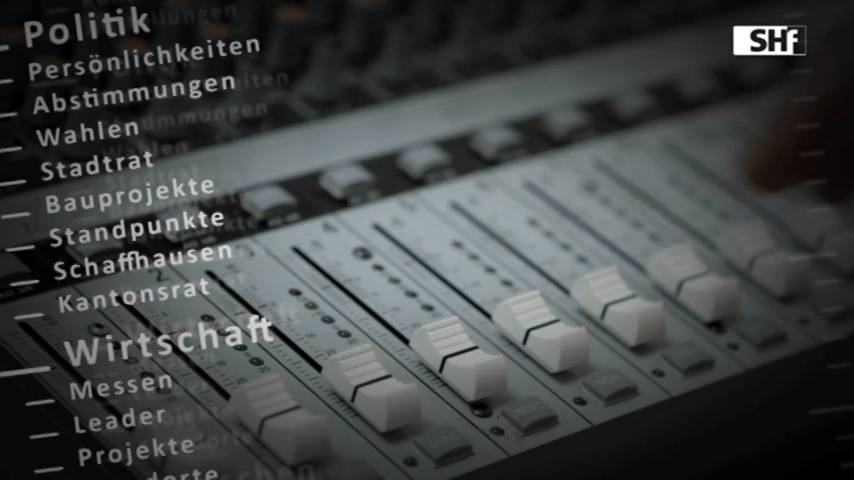 Politik
SHf
Persönlichkeiten
Abstimmungen
Wahlen
Stadtrat
Bauprojekte
Standpunkte
Schaffhausen
Kantonsrat
Wirtschaft
Messen
Leader
Projekte